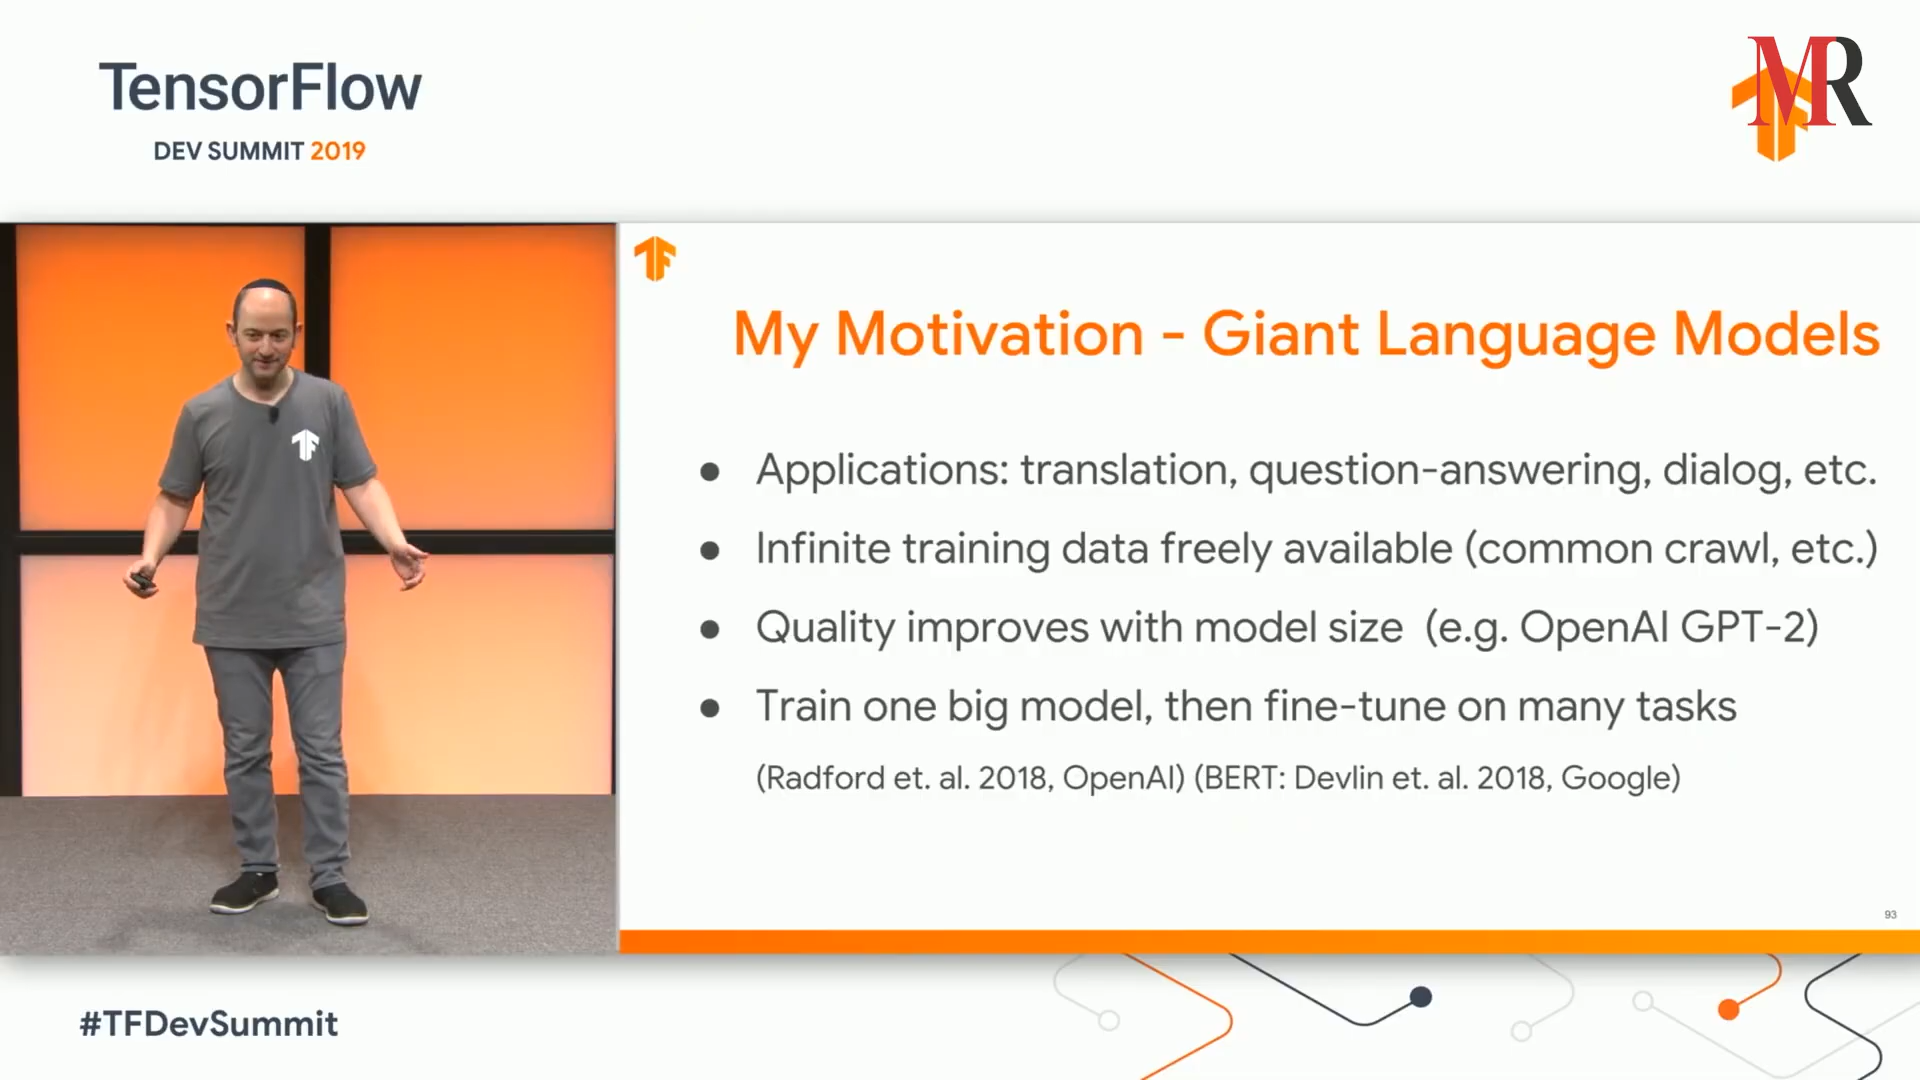 TensorFlow
DEV SUMMIT 2019
MR
My Motivation - Giant Language Models
● Applications: translation, question-answering, dialog, etc.
● Infinite training data freely available (common crawl, etc.)
● Quality improves with model size (e.g. OpenAI GPT-2)
● Train one big model, then fine-tune on many tasks
(Radford et. al. 2018, OpenAI) (BERT: Devlin et. al. 2018, Google)
93
#TFDevSummit